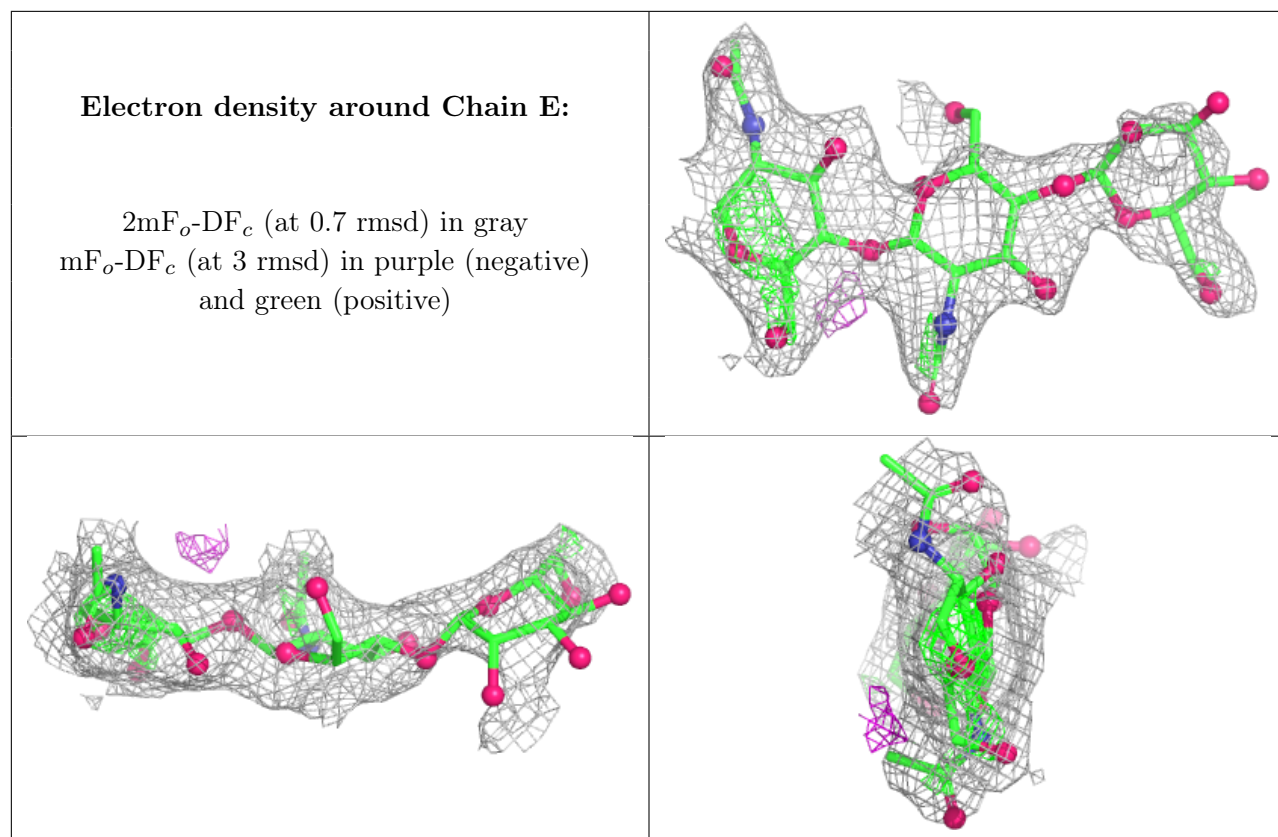 Electron density around Chain E:
2mFo-DFc (at 0.7 rmsd) in gray
mFo-DFc (at 3 rmsd) in purple (negative)
and green (positive)